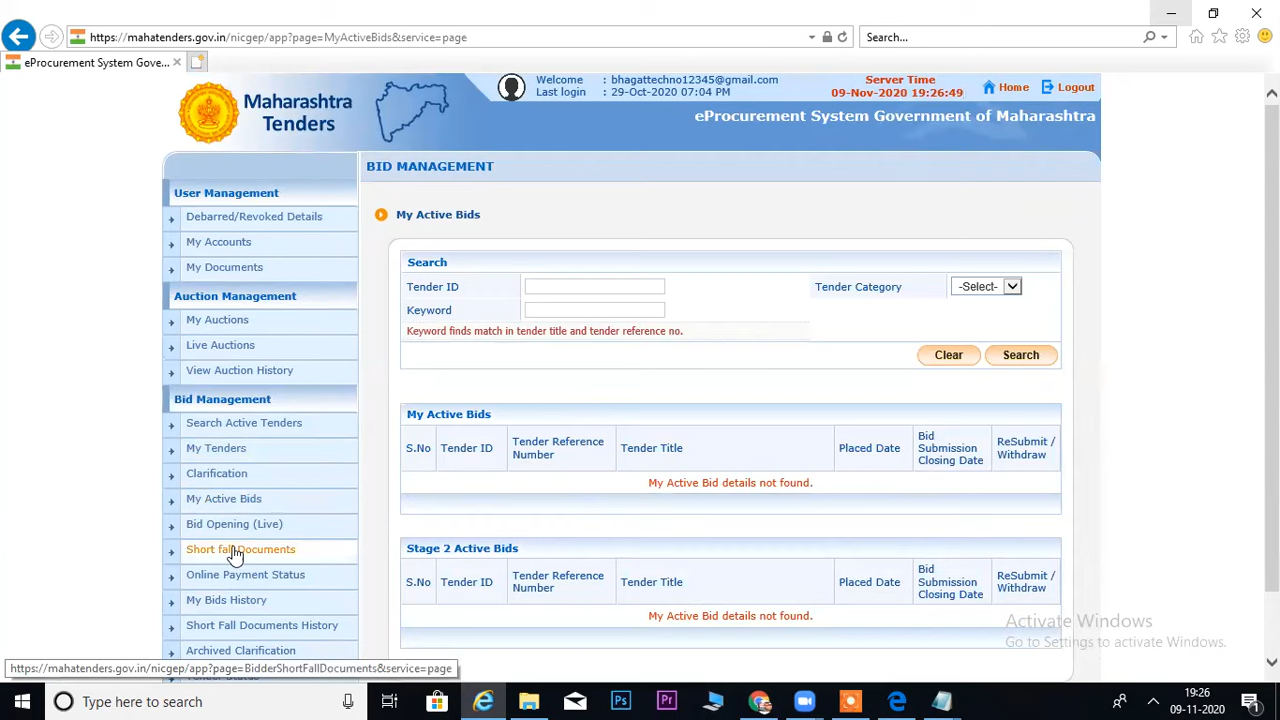 https://mahatenders.gov.in/nicgep/app?page=MyActiveBids&service=page
Search...
eProcurement System Gove...
Maharashtra
Tenders
Welcome : bhagattechno12345@gmail.com
Last login : 29-Oct-2020 07:04 PM
Server Time
09-Nov-2020 19:26:49
Home
Logout
eProcurement System Government of Maharashtra
User Management
Debarred/Revoked Details
My Accounts
My Documents
Auction Management
My Auctions
Live Auctions
View Auction History
Bid Management
Search Active Tenders
My Tenders
Clarification
My Active Bids
Bid Opening (Live)
Short fall Documents
Online Payment Status
My Bids History
Short Fall Documents History
Archived Clarification
Tender Status
BID MANAGEMENT
My Active Bids
Search
Tender ID
Tender Category
-Select-
Keyword
Keyword finds match in tender title and tender reference no.
Clear
Search
My Active Bids
S.No
Tender ID
Tender Reference
Number
Tender Title
Placed Date
Bid
Submission
Closing Date
ReSubmit /
Withdraw
My Active Bid details not found.
Stage 2 Active Bids
S.No
Tender ID
Tender Reference
Number
Tender Title
Placed Date
Bid
Submission
Closing Date
ReSubmit /
Withdraw
My Active Bid details not found.
Activate Windows
Go to Settings to activate Windows.
https://mahatenders.gov.in/nicgep/app?page=BidderShortFallDocuments&service=page
Type here to search
Ps
Pr
19:26
09-11-2020
1